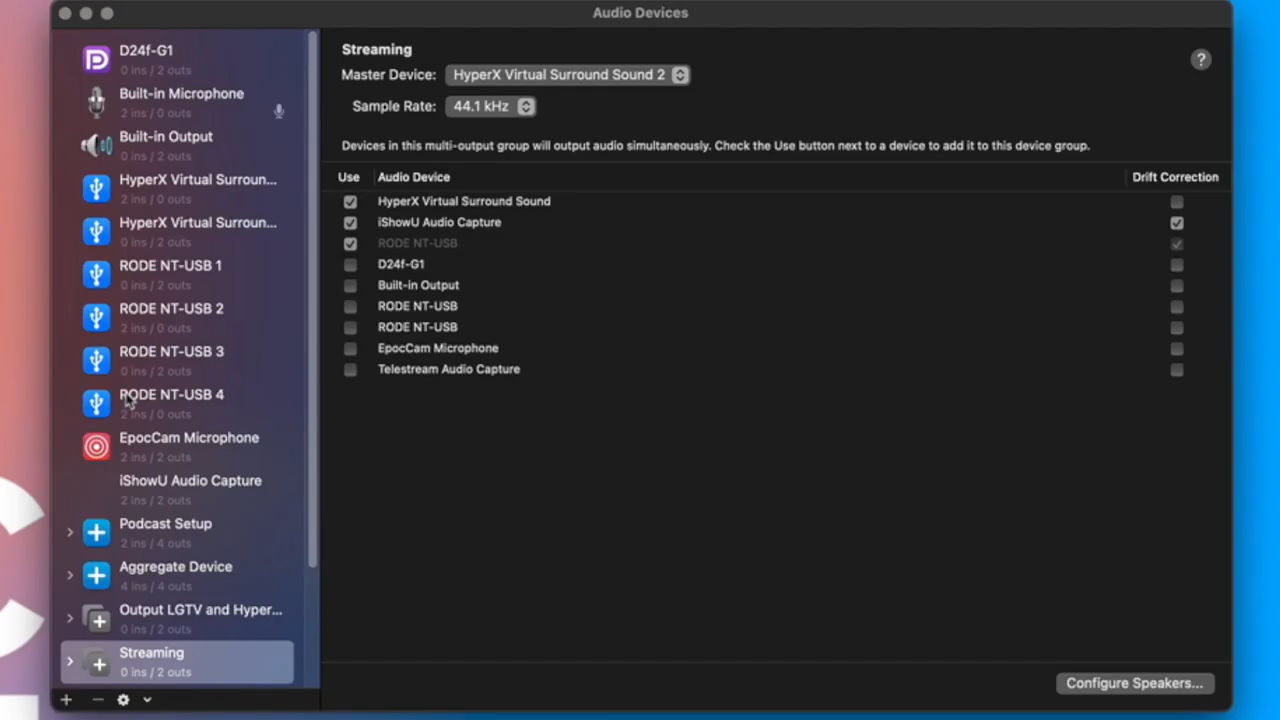 Audio Devices
D24f-G1
0 ins / 2 outs
Built-in Microphone
2 ins / 0 outs
Built-in Output
0 ins / 2 outs
HyperX Virtual Surroun...
2 ins / 0 outs
HyperX Virtual Surroun...
0 ins / 2 outs
RODE NT-USB 1
0 ins / 2 outs
RODE NT-USB 2
2 ins / 0 outs
RODE NT-USB 3
0 ins / 2 outs
RODE NT-USB 4
2 ins / 0 outs
EpocCam Microphone
2 ins / 2 outs
iShowU Audio Capture
2 ins / 2 outs
Podcast Setup
2 ins / 4 outs
Aggregate Device
4 ins / 4 outs
Output LGTV and Hyper...
0 ins / 2 outs
Streaming
0 ins / 2 outs
Streaming
?
Master Device: HyperX Virtual Surround Sound 2
Sample Rate: 44.1 kHz
Devices in this multi-output group will output audio simultaneously. Check the Use button next to a device to add it to this device group.
Use Audio Device Drift Correction
HyperX Virtual Surround Sound
iShowU Audio Capture
RODE NT-USB
D24f-G1
Built-in Output
RODE NT-USB
RODE NT-USB
EpocCam Microphone
Telestream Audio Capture
Configure Speakers...